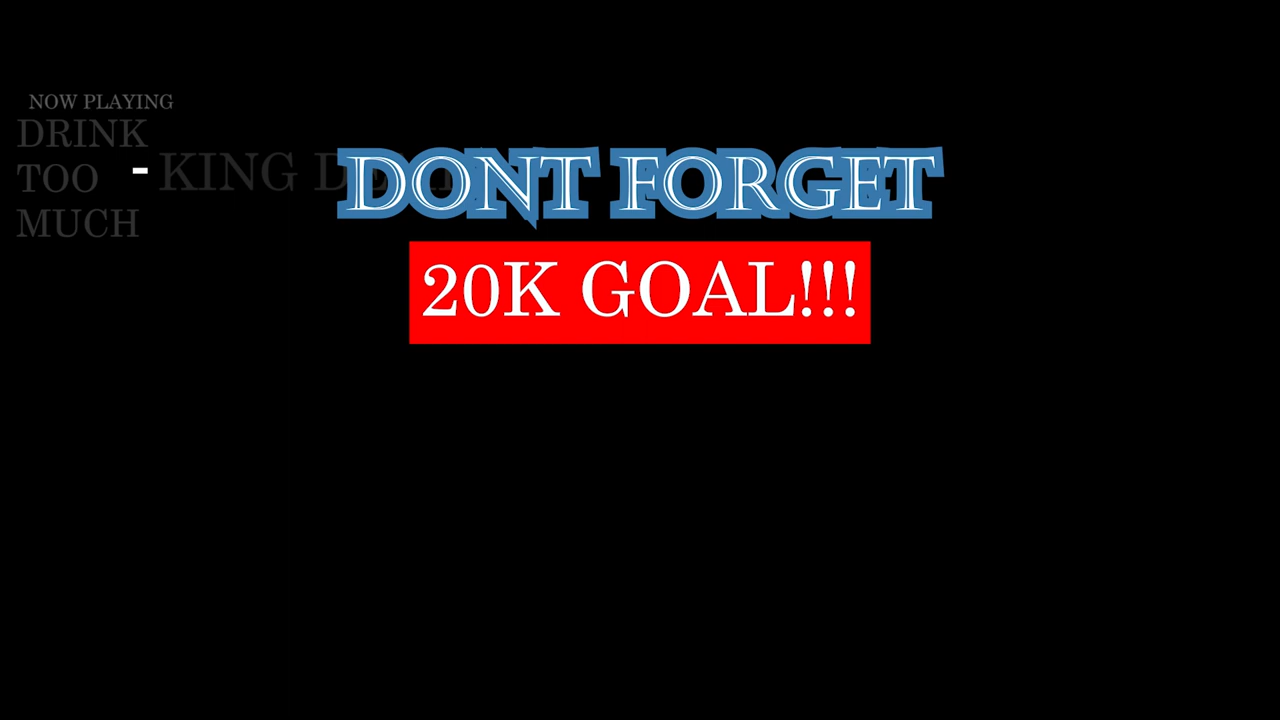 NOW PLAYING
DRINK
TOO
MUCH
- KING
DONT FORGET
20K GOAL!!!